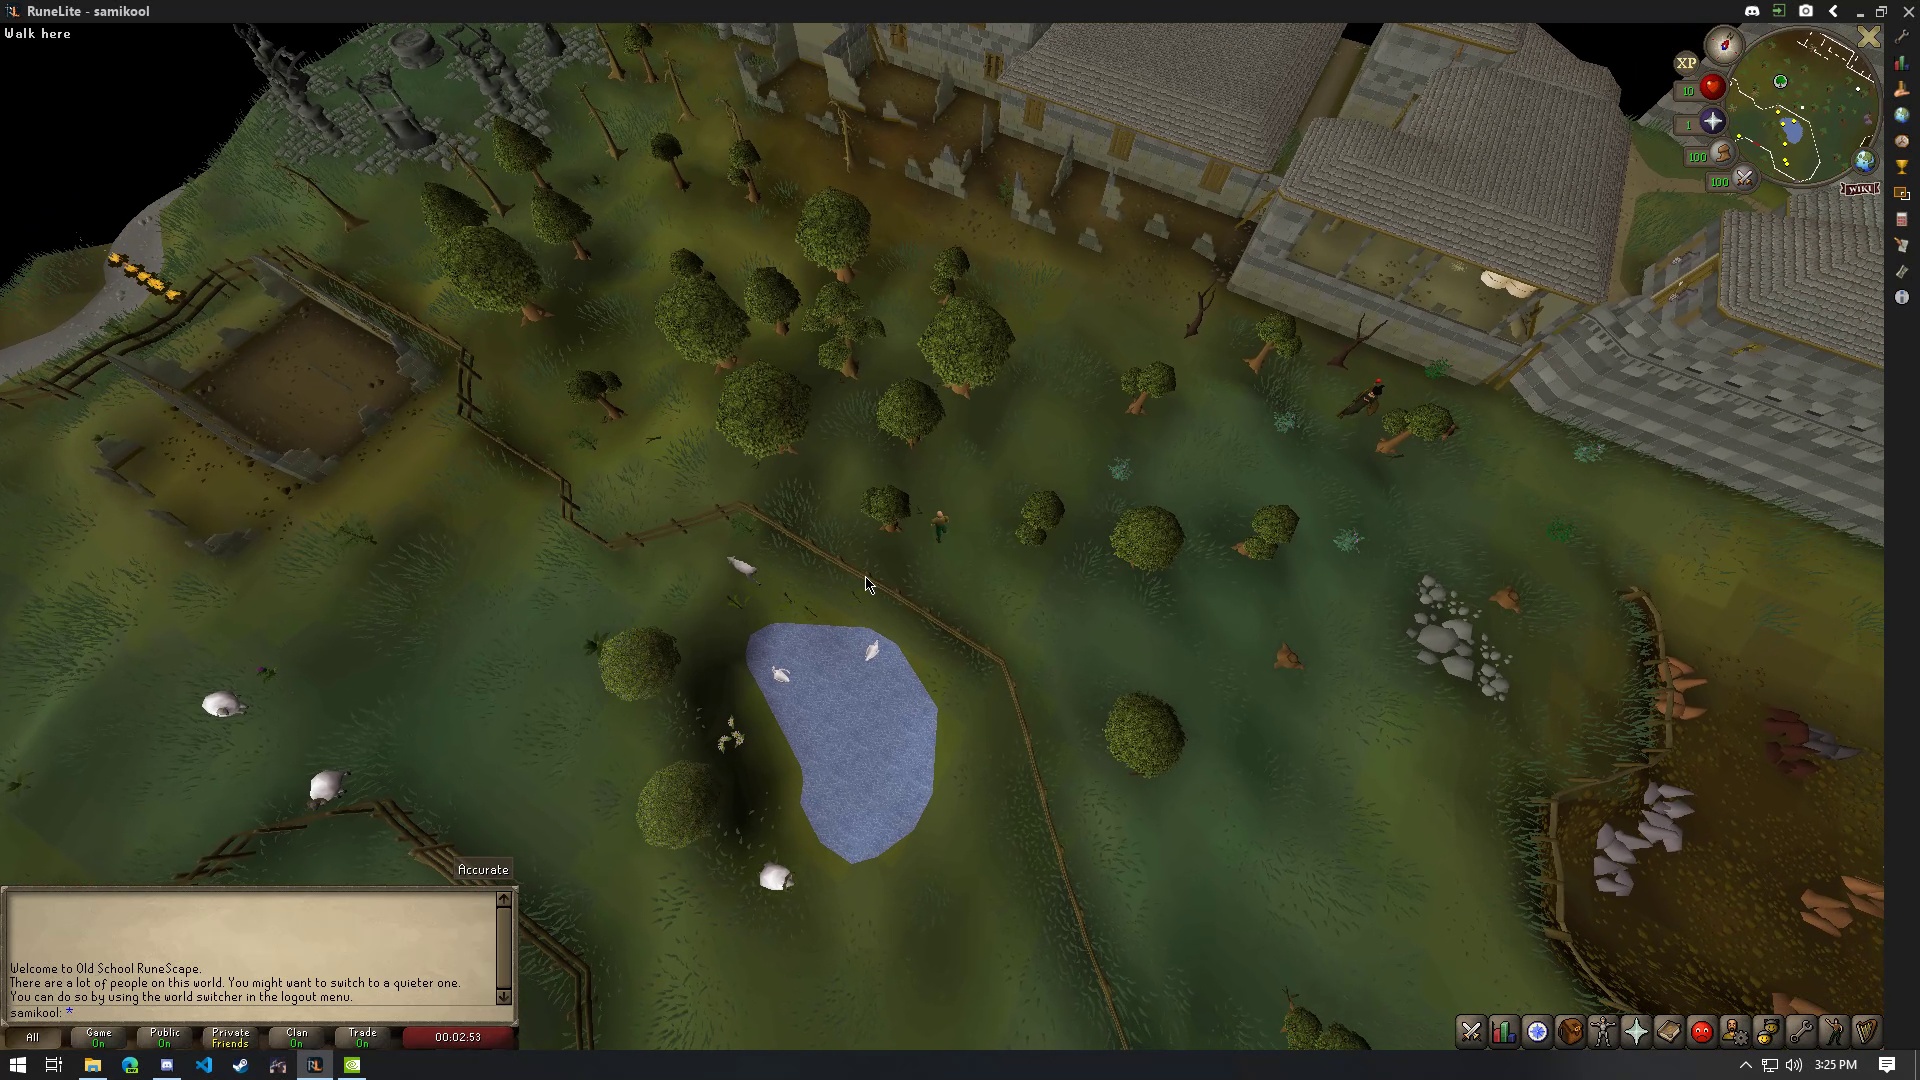 RuneLite - samikool
Walk here
XP
10
1
100
100
WIKI
Accurate
Welcome to Old School RuneScape.
There are a lot of people on this world. You might want to switch to a quieter one.
You can do so by using the world switcher in the logout menu.
samikool: *
All
Game
On
Public
On
Private
Friends
Clan
On
Trade
On
00:02:53
3:25 PM